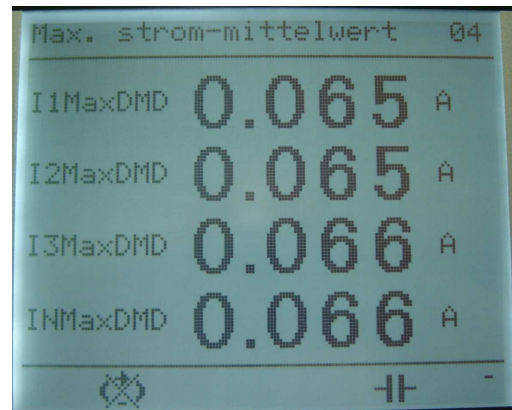 Max. strom-mittelwert 04
I1MaxDMD 0.065 A
I2MaxDMD 0.065 A
I3MaxDMD 0.066 A
INMaxDMD 0.066 A